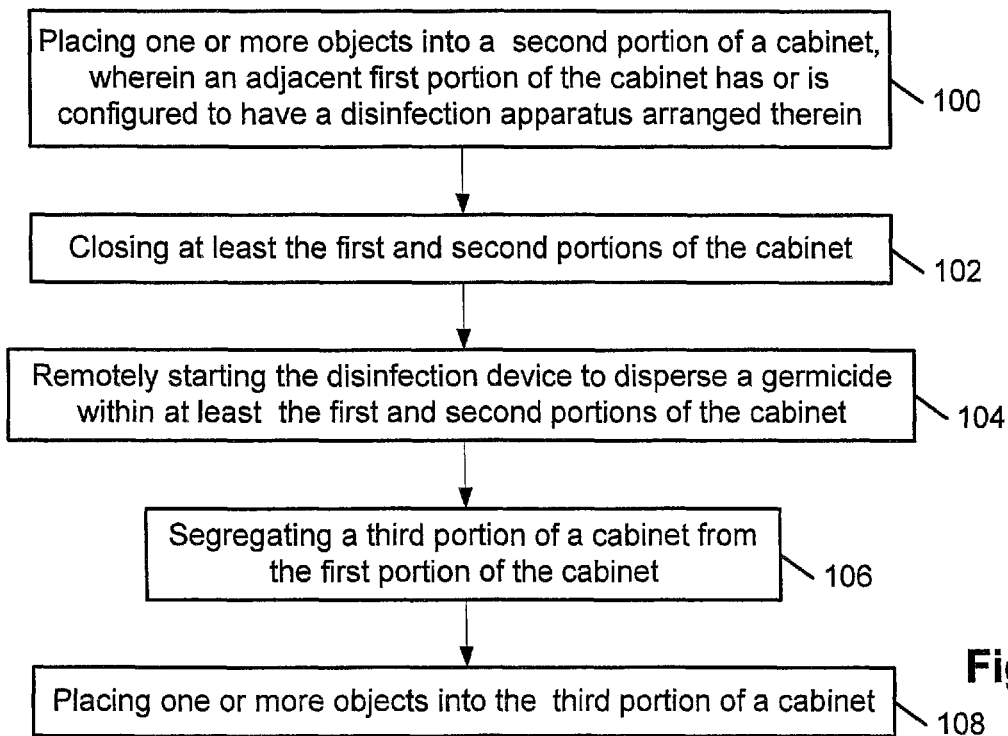 Placing one or more objects into a second portion of a cabinet,
wherein an adjacent first portion of the cabinet has or is
configured to have a disinfection apparatus arranged therein
100
Closing at least the first and second portions of the cabinet
102
Remotely starting the disinfection device to disperse a germicide
within at least the first and second portions of the cabinet
104
Segregating a third portion of a cabinet from
the first portion of the cabinet
106
Placing one or more objects into the third portion of a cabinet
108